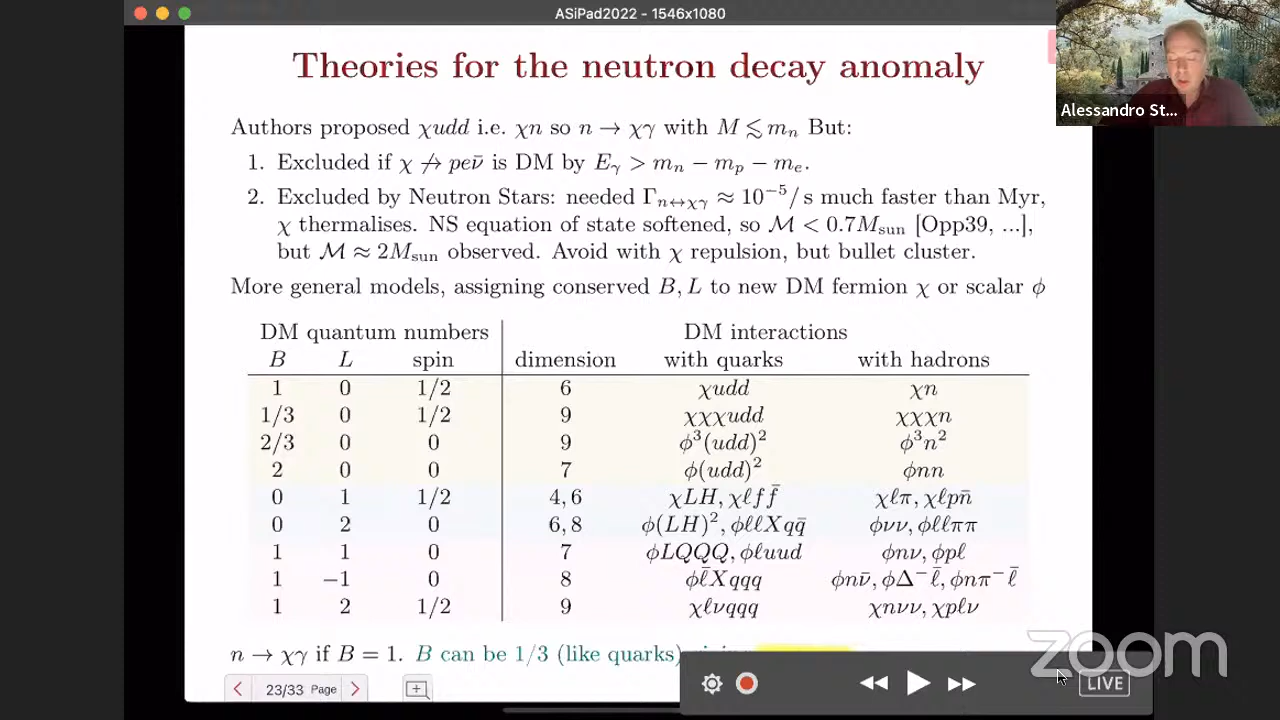 ASiPad2022 - 1546x1080
Theories for the neutron decay anomaly
Alessandro St...
Authors proposed χudd i.e. χn so n → χγ with M ≲ mₙ But:
1. Excluded if χ ↛ peν̄ is DM by E_γ > m_n − m_p − m_e.
2. Excluded by Neutron Stars: needed Γ_{n↔χγ} ≈ 10⁻⁵/s much faster than Myr,
χ thermalises. NS equation of state softened, so ℳ < 0.7M_sun [Opp39, ...],
but ℳ ≈ 2M_sun observed. Avoid with χ repulsion, but bullet cluster.
More general models, assigning conserved B, L to new DM fermion χ or scalar ϕ
DM quantum numbers DM interactions
B L spin dimension with quarks with hadrons
1 0 1/2 6 χudd χn
1/3 0 1/2 9 χχχudd χχχn
2/3 0 0 9 ϕ³(udd)² ϕ³n²
2 0 0 7 ϕ(udd)² ϕnn
0 1 1/2 4, 6 χLH, χℓff̄ χℓπ, χℓpn̄
0 2 0 6, 8 ϕ(LH)², ϕℓℓXqq̄ ϕνν, ϕℓℓππ
1 1 0 7 ϕLQQQ, ϕℓuud ϕnν, ϕpℓ
1 −1 0 8 ϕℓ̄Xqqq ϕnν̄, ϕΔ⁻ℓ̄, ϕnπ⁻ℓ̄
1 2 1/2 9 χℓνqqq χnνν, χpℓν
n → χγ if B = 1. B can be 1/3 (like quarks)
23/33 Page
zoom
LIVE